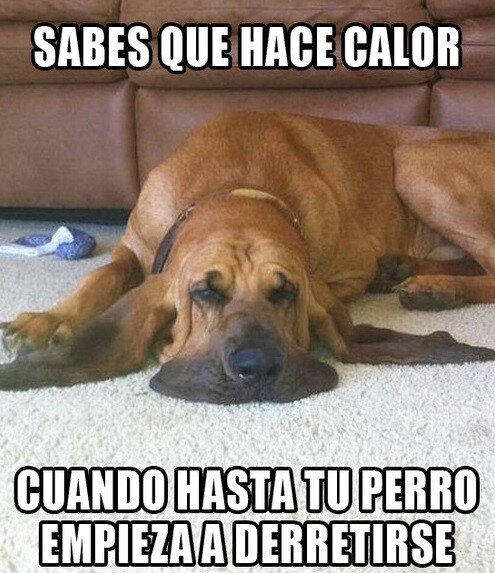 SABES QUE HACE CALOR
CUANDO HASTA TU PERRO
EMPIEZA A DERRETIRSE